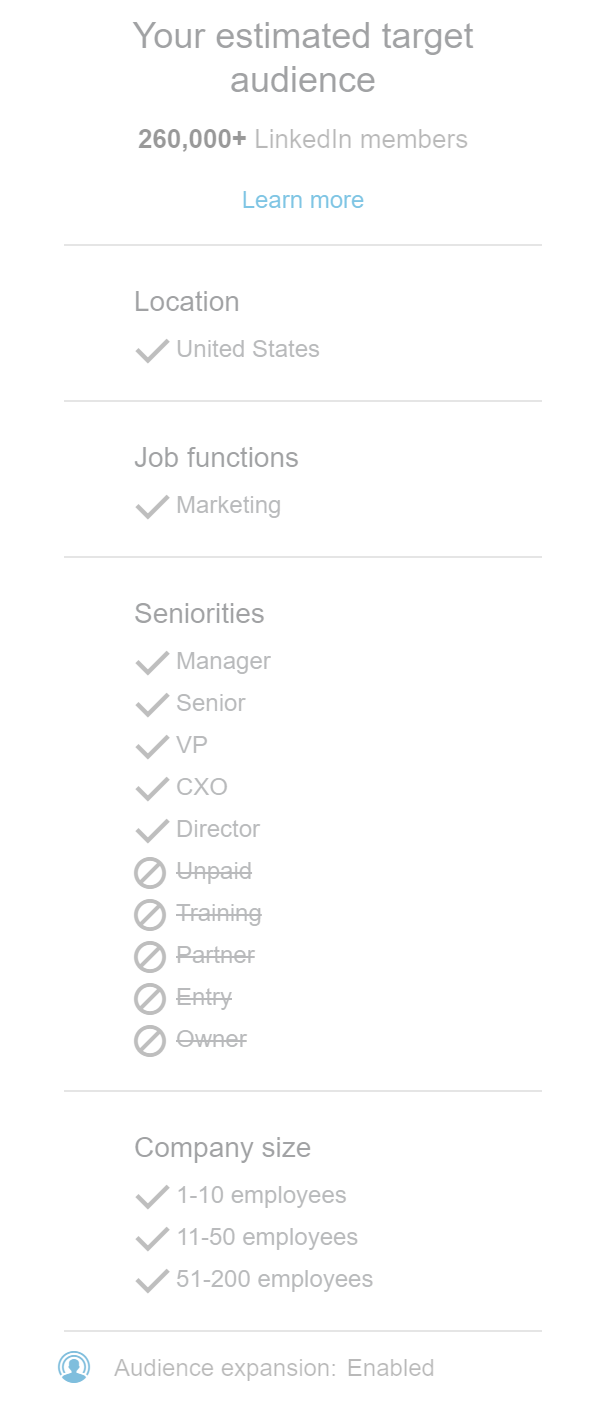 Your estimated target
audience
260,000+ LinkedIn members
Learn more
Location
United States
Job functions
Marketing
Seniorities
Manager
Senior
VP
CXO
Director
Unpaid
Training
Partner
Entry
Owner
Company size
1-10 employees
11-50 employees
51-200 employees
Audience expansion: Enabled